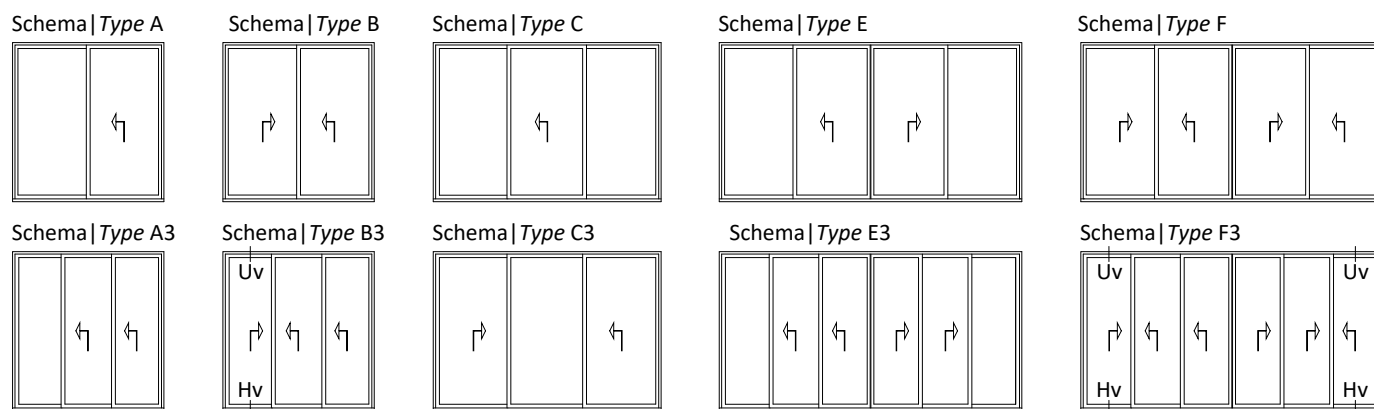 Schema|Type A
Schema|Type B
Schema|Type C
Schema|Type E
Schema|Type F
Schema|Type A3
Schema|Type B3
Schema|Type C3
Schema|Type E3
Schema|Type F3
Uv
Uv
Uv
Hv
Hv
Hv